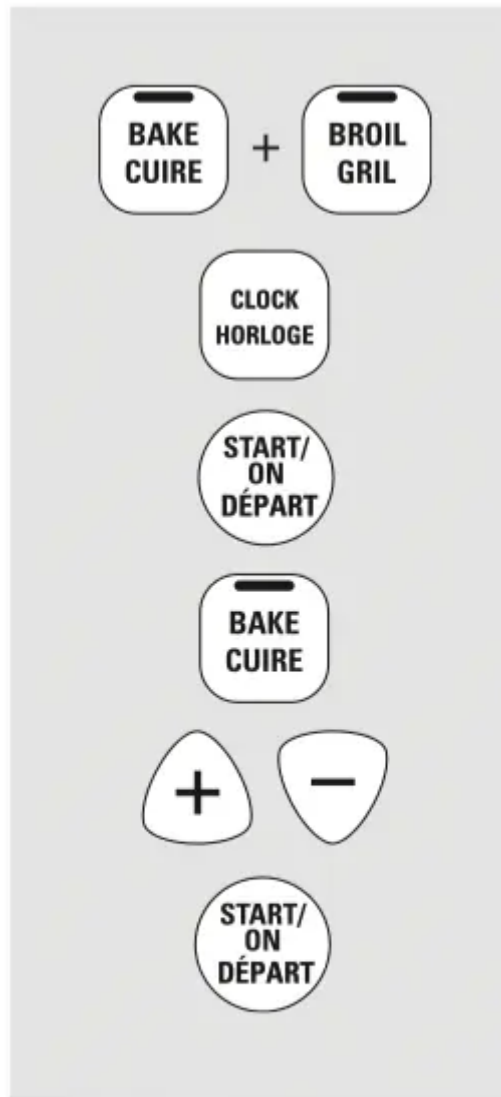 BAKE
CUIRE
+
BROIL
GRIL
CLOCK
HORLOGE
START/
ON
DÉPART
BAKE
CUIRE
+ −
START/
ON
DÉPART